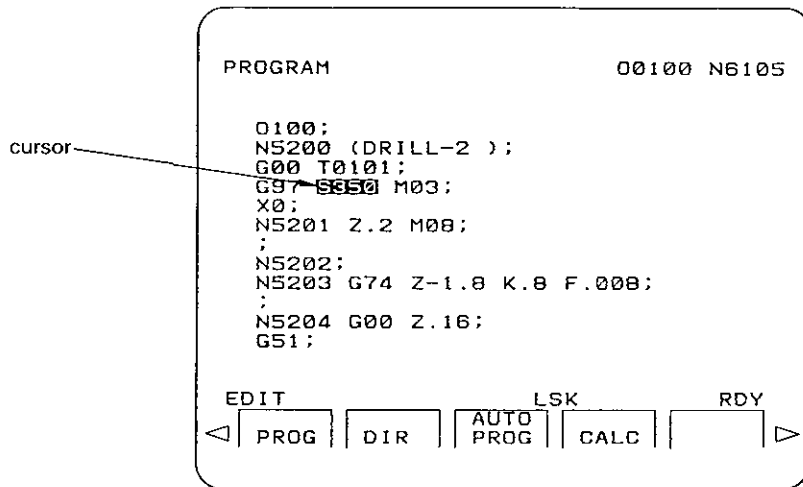 PROGRAM O0100 N6105
O100;
N5200 (DRILL-2 );
G00 T0101;
G97 S350 M03;
X0;
N5201 Z.2 M08;
;
N5202;
N5203 G74 Z-1.8 K.8 F.008;
;
N5204 G00 Z.16;
G51;
cursor
EDIT LSK RDY
PROG DIR AUTO PROG CALC